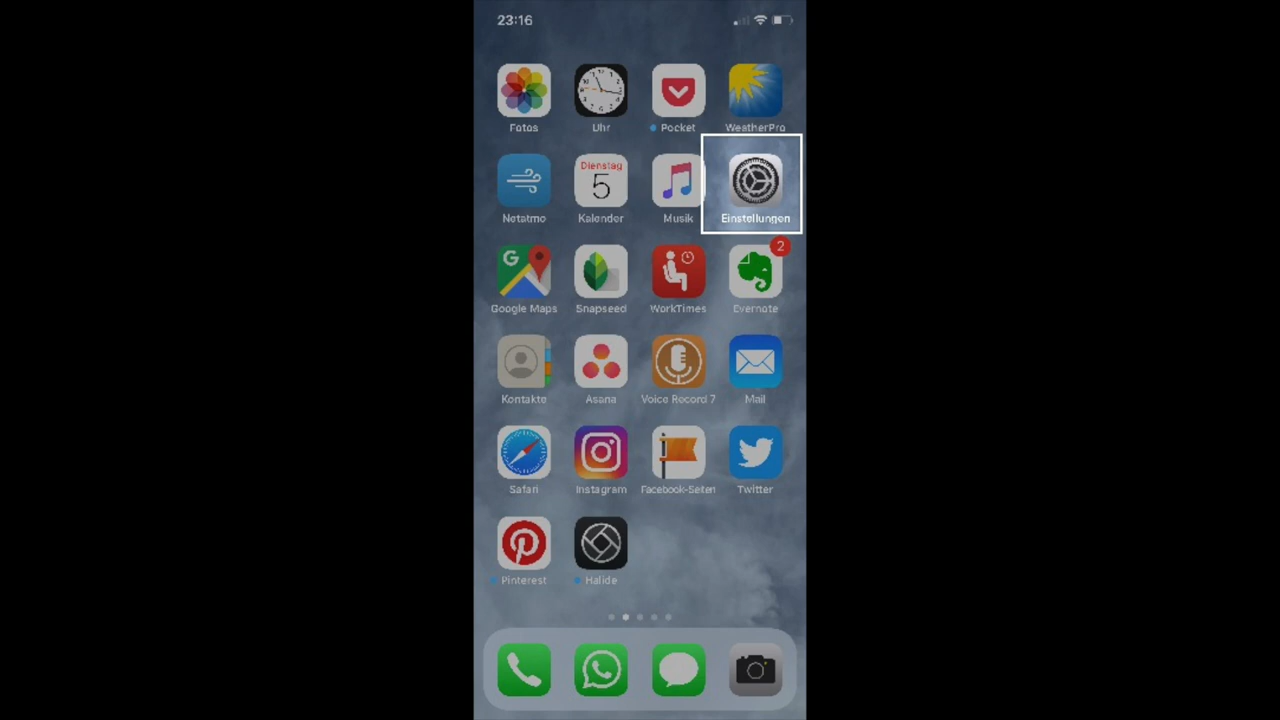 23:16
Fotos Uhr Pocket WeatherPro
Dienstag
5
Netatmo Kalender Musik Einstellungen
G
2
Google Maps Snapseed WorkTimes Evernote
Kontakte Asana Voice Record 7 Mail
Safari Instagram Facebook-Seiten Twitter
Pinterest Halide